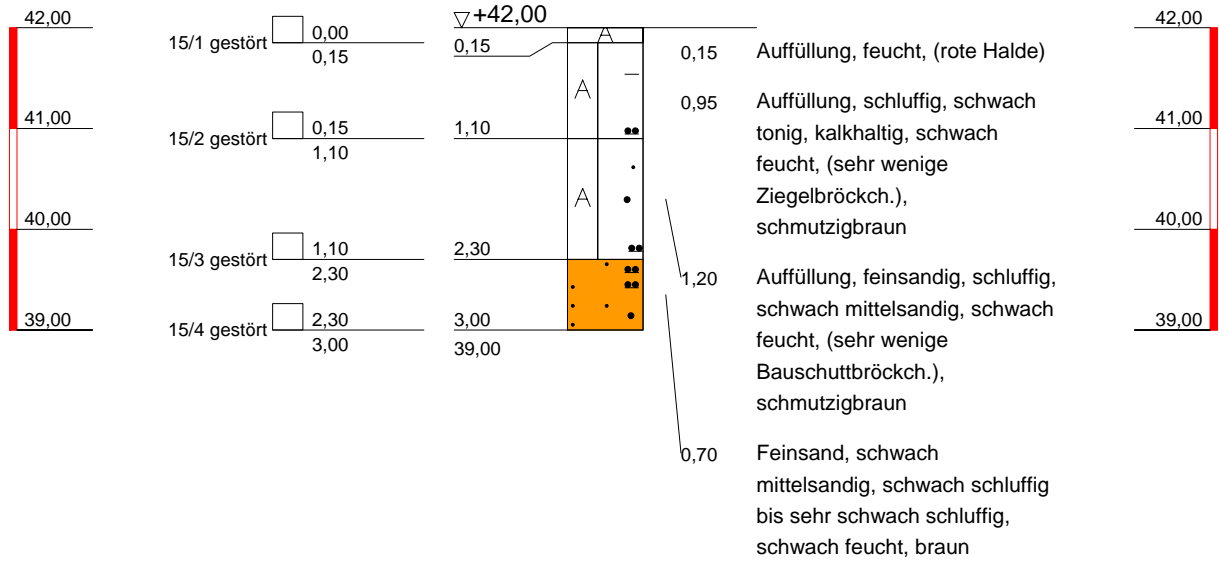 42,00
41,00
40,00
39,00
15/1 gestört
0,00
0,15
15/2 gestört
0,15
1,10
15/3 gestört
1,10
2,30
15/4 gestört
2,30
3,00
+42,00
0,15
1,10
2,30
3,00
39,00
A
A
A
0,15 Auffüllung, feucht, (rote Halde)
0,95 Auffüllung, schluffig, schwach
tonig, kalkhaltig, schwach
feucht, (sehr wenige
Ziegelbröckch.),
schmutzigbraun
1,20 Auffüllung, feinsandig, schluffig,
schwach mittelsandig, schwach
feucht, (sehr wenige
Bauschuttbröckch.),
schmutzigbraun
0,70 Feinsand, schwach
mittelsandig, schwach schluffig
bis sehr schwach schluffig,
schwach feucht, braun
42,00
41,00
40,00
39,00